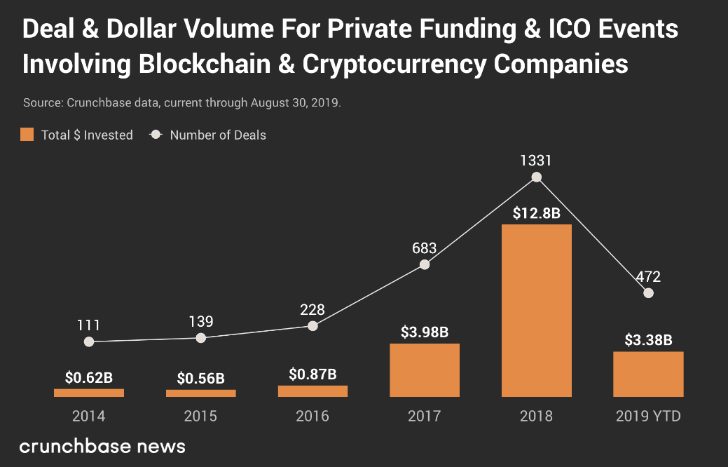 Deal & Dollar Volume For Private Funding & ICO Events
Involving Blockchain & Cryptocurrency Companies
Source: Crunchbase data, current through August 30, 2019.
Total $ Invested
Number of Deals
1331
$12.8B
683
472
228
139
111
$3.98B
$3.38B
$0.62B
$0.56B
$0.87B
2014
2015
2016
2017
2018
2019 YTD
crunchbase news